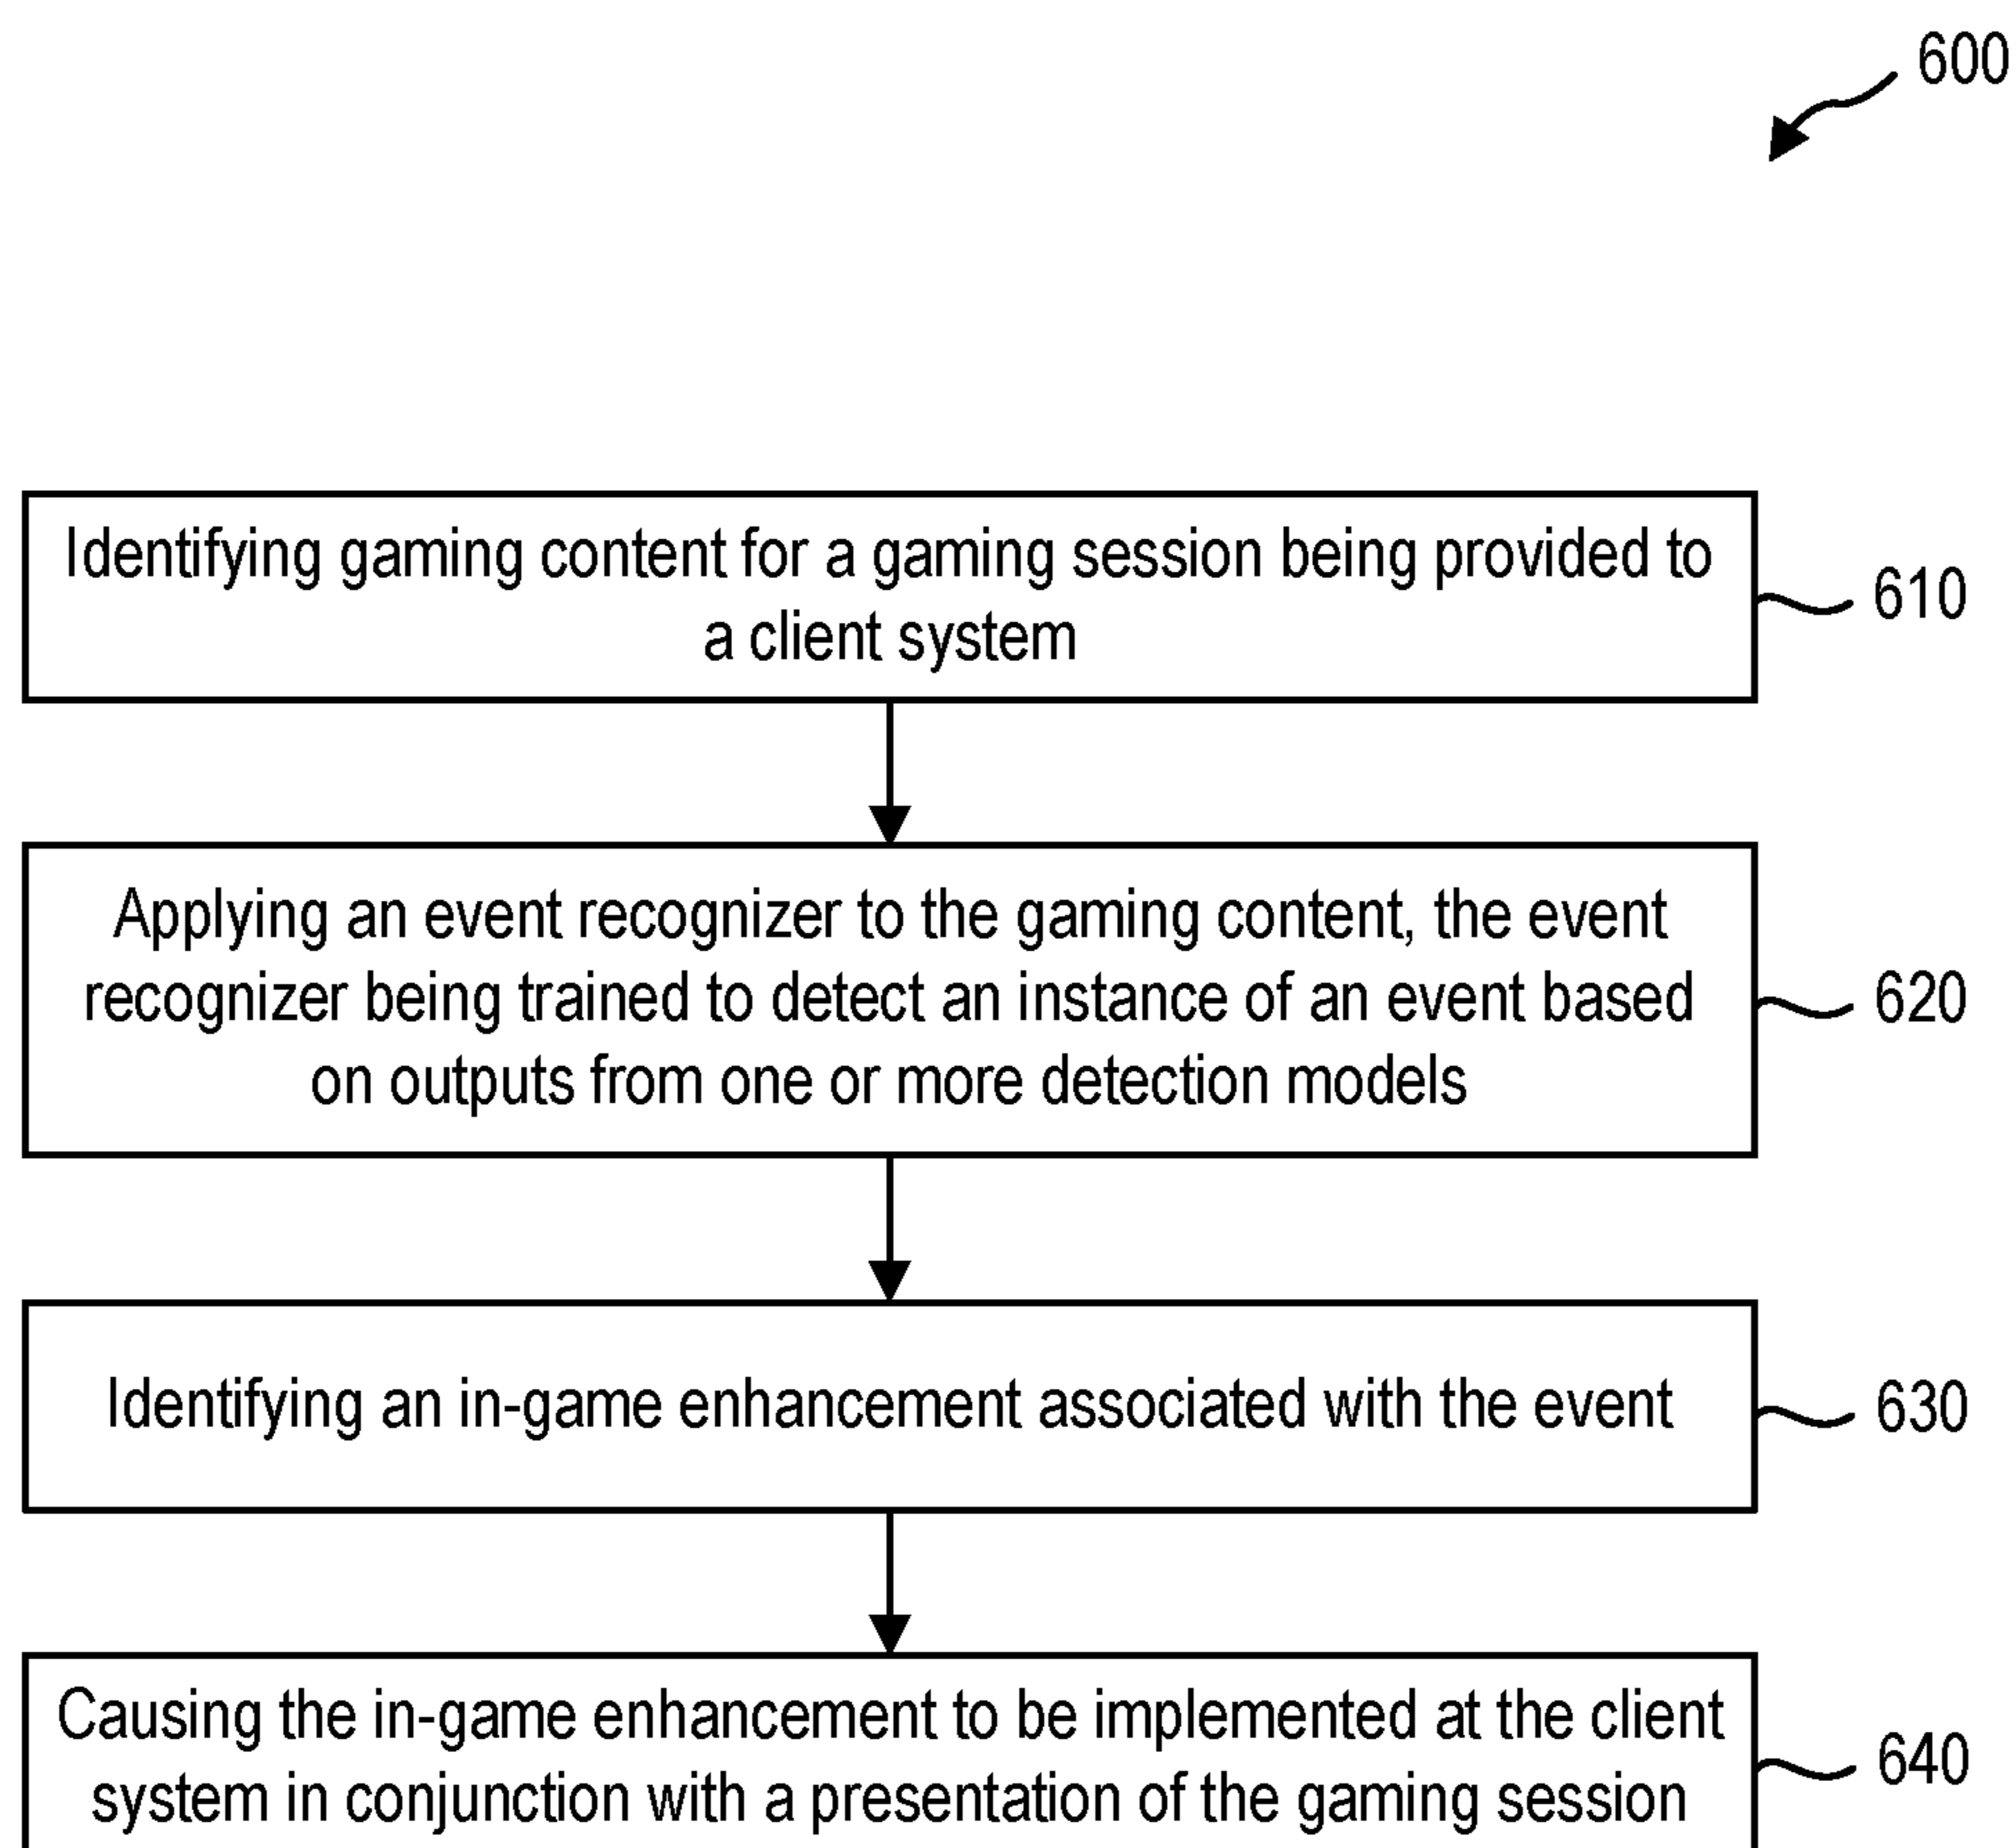 600
Identifying gaming content for a gaming session being provided to
a client system
610
Applying an event recognizer to the gaming content, the event
recognizer being trained to detect an instance of an event based
on outputs from one or more detection models
620
Identifying an in-game enhancement associated with the event
630
Causing the in-game enhancement to be implemented at the client
system in conjunction with a presentation of the gaming session
640